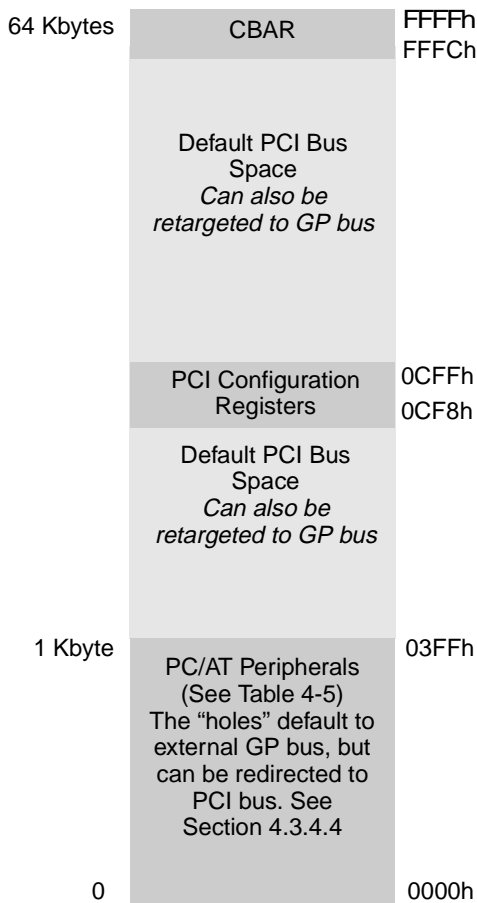 64 Kbytes
CBAR
FFFFh
FFFCh
Default PCI Bus
Space
Can also be
retargeted to GP bus
PCI Configuration
Registers
0CFFh
0CF8h
Default PCI Bus
Space
Can also be
retargeted to GP bus
1 Kbyte
03FFh
PC/AT Peripherals
(See Table 4-5)
The “holes” default to
external GP bus, but
can be redirected to
PCI bus. See
Section 4.3.4.4
0
0000h